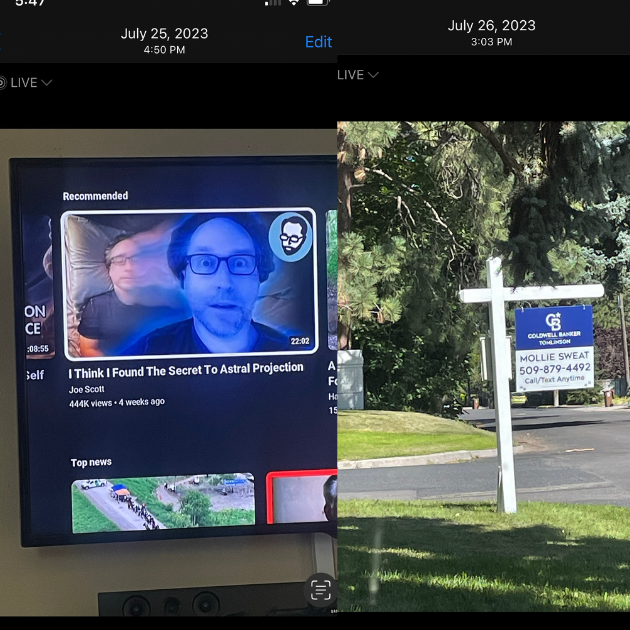 5:47
July 25, 2023
4:50 PM
Edit
LIVE
Recommended
ON
CE
:08:55
Self
22:02
I Think I Found The Secret To Astral Projection
Joe Scott
444K views • 4 weeks ago
A
Fo
Ha
15
Top news
July 26, 2023
3:03 PM
LIVE
CB
COLDWELL BANKER
TOMLINSON
MOLLIE SWEAT
509-879-4492
Call/Text Anytime